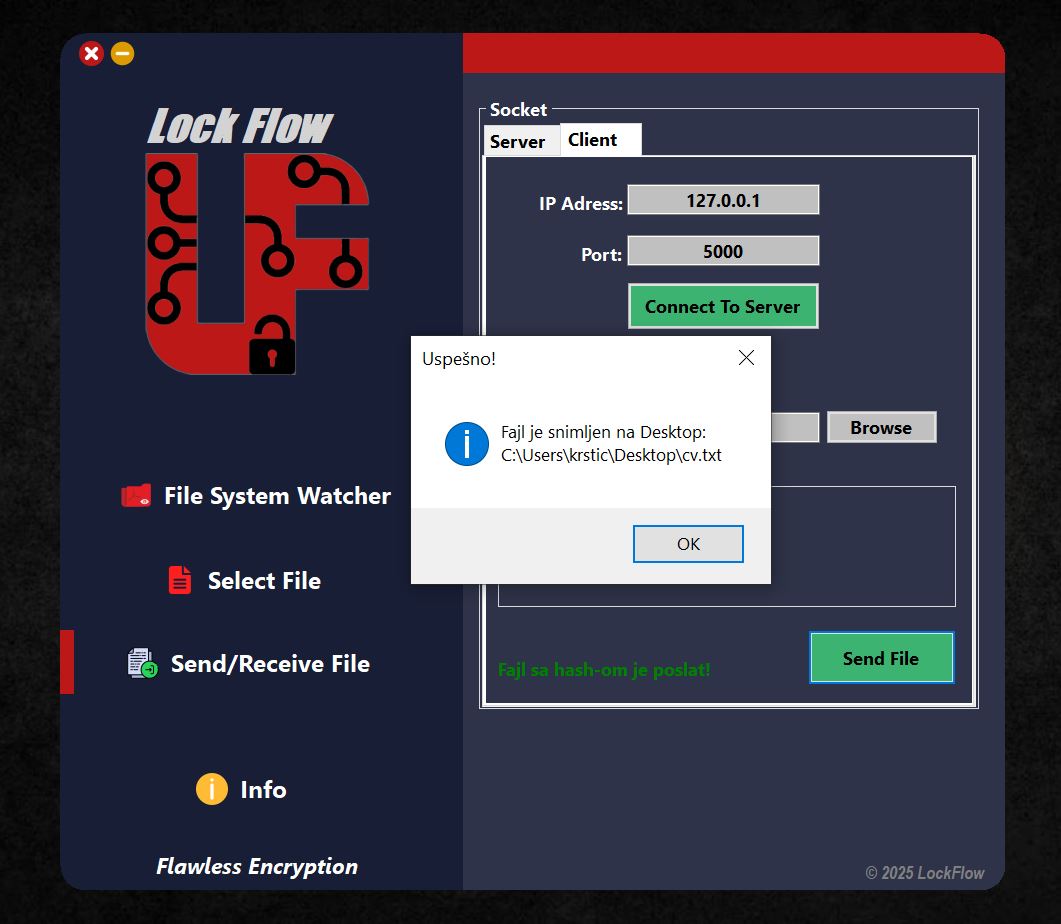 Lock Flow
File System Watcher
Select File
Send/Receive File
Info
Flawless Encryption
Socket
Server
Client
IP Adress:
127.0.0.1
Port:
5000
Connect To Server
Browse
Uspešno!
Fajl je snimljen na Desktop:
C:\Users\krstic\Desktop\cv.txt
OK
Fajl sa hash-om je poslat!
Send File
© 2025 LockFlow